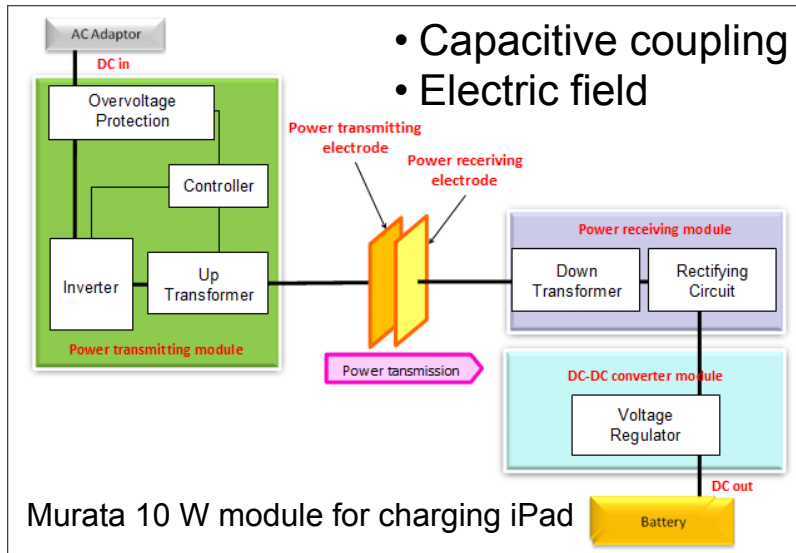 AC Adaptor
• Capacitive coupling
• Electric field
DC in
Overvoltage
Protection
Power transmitting
electrode
Power receriving
electrode
Controller
Power receiving module
Inverter
Up
Transformer
Down
Transformer
Rectifying
Circuit
Power transmitting module
Power tansmission
DC-DC converter module
Voltage
Regulator
DC out
Murata 10 W module for charging iPad
Battery